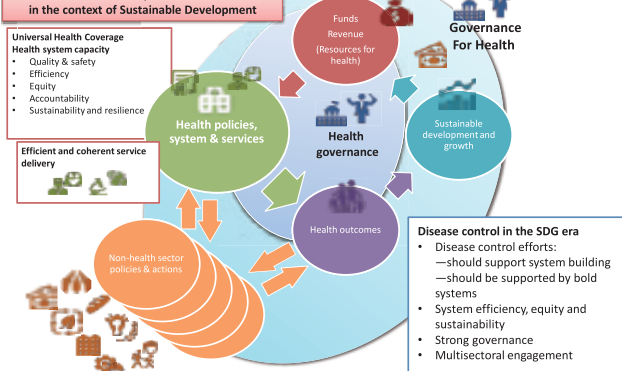 in the context of Sustainable Development
Universal Health Coverage
Health system capacity
• Quality & safety
• Efficiency
• Equity
• Accountability
• Sustainability and resilience
Efficient and coherent service
delivery
Funds
Revenue
(Resources for
health)
Governance
For Health
Health policies,
system & services
Health
governance
Sustainable
development and
growth
Health outcomes
Non-health sector
policies & actions
Disease control in the SDG era
• Disease control efforts:
—should support system building
—should be supported by bold
systems
• System efficiency, equity and
sustainability
• Strong governance
• Multisectoral engagement